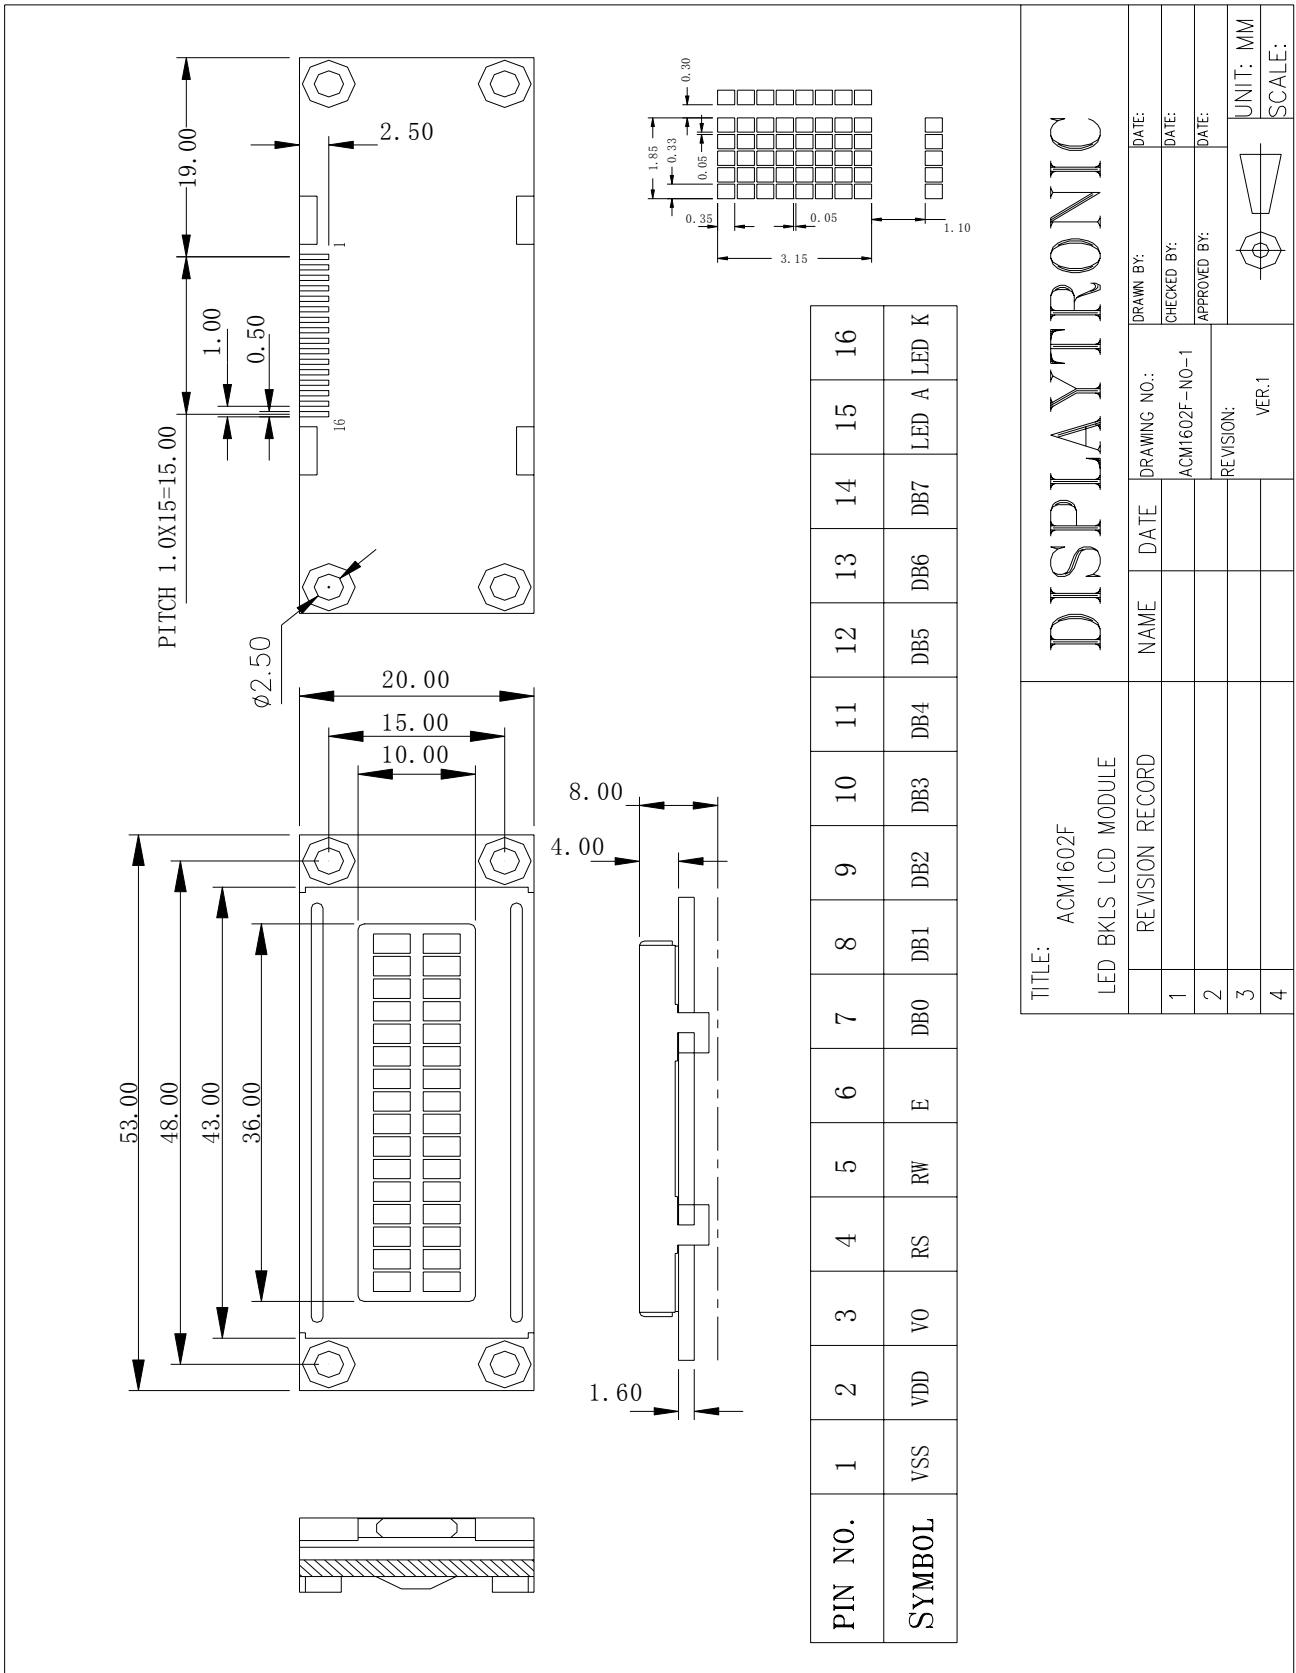 53.00
48.00
43.00
36.00
20.00
15.00
10.00
PITCH 1.0X15=15.00
19.00
1.00
0.50
2.50
ø2.50
1
16
8.00
4.00
1.60
0.30
1.85
0.33
0.05
0.35
0.05
1.10
3.15
PIN NO. 1 2 3 4 5 6 7 8 9 10 11 12 13 14 15 16
SYMBOL VSS VDD VO RS RW E DB0 DB1 DB2 DB3 DB4 DB5 DB6 DB7 LED A LED K
TITLE:
ACM1602F
LED BKLS LCD MODULE
DISPLAYTRONIC
REVISION RECORD NAME DATE
1
2
3
4
DRAWING NO.:
ACM1602F-NO-1
REVISION:
VER.1
DRAWN BY: DATE:
CHECKED BY: DATE:
APPROVED BY: DATE:
UNIT: MM
SCALE: